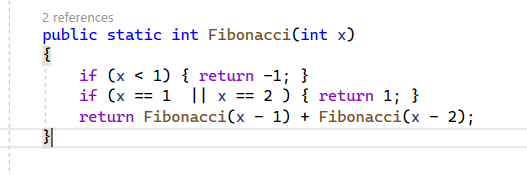 2 references
public static int Fibonacci(int x)
{
if (x < 1) { return -1; }
if (x == 1  || x == 2 ) { return 1; }
return Fibonacci(x - 1) + Fibonacci(x - 2);
}